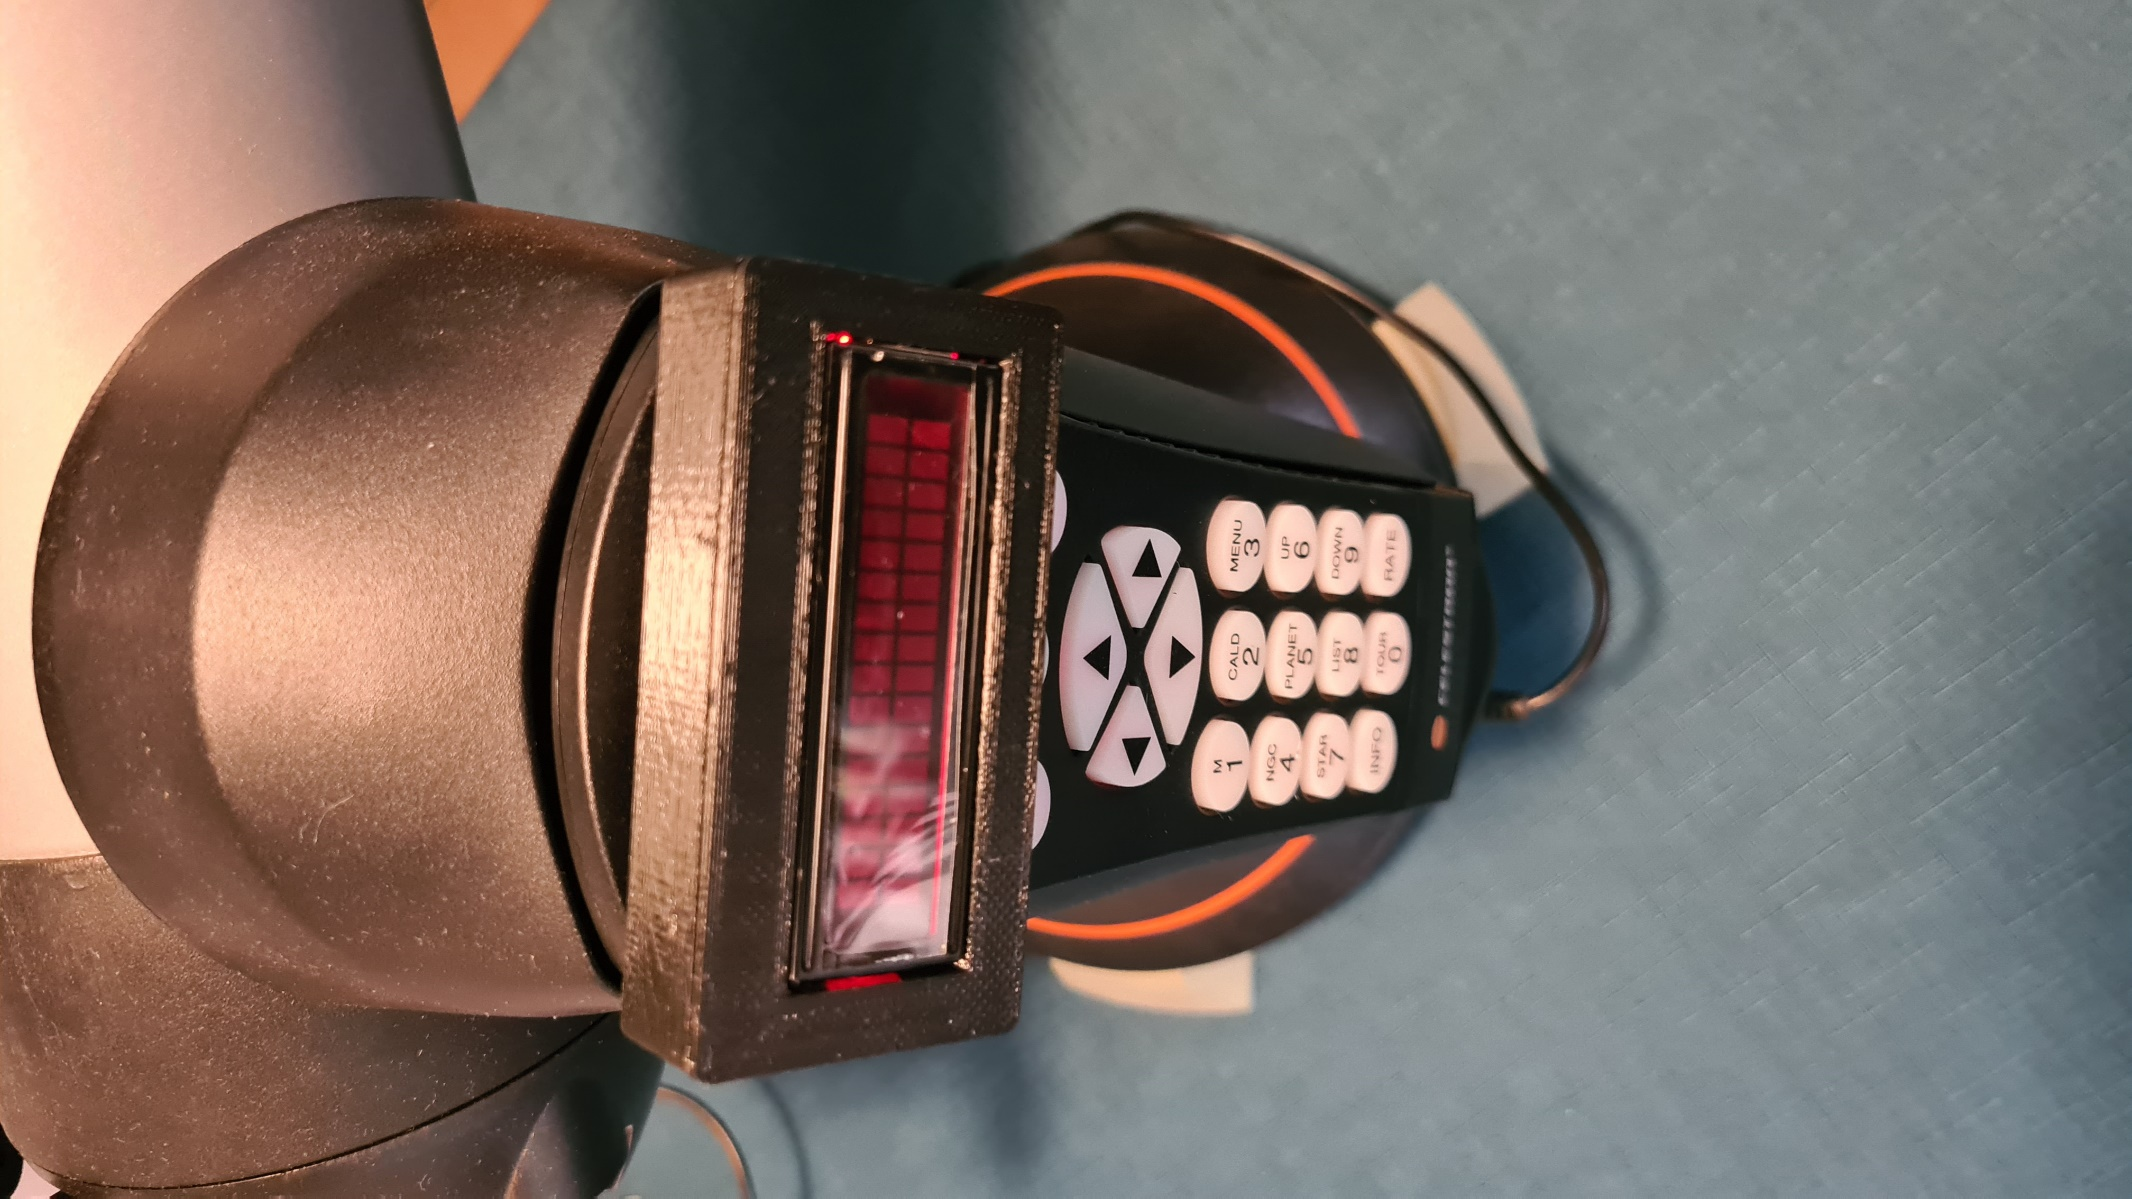 M CALD MENU
1 2 3
NGC PLANET UP
4 5 6
STAR LIST DOWN
7 8 9
INFO TOUR RATE
0
CELESTRON